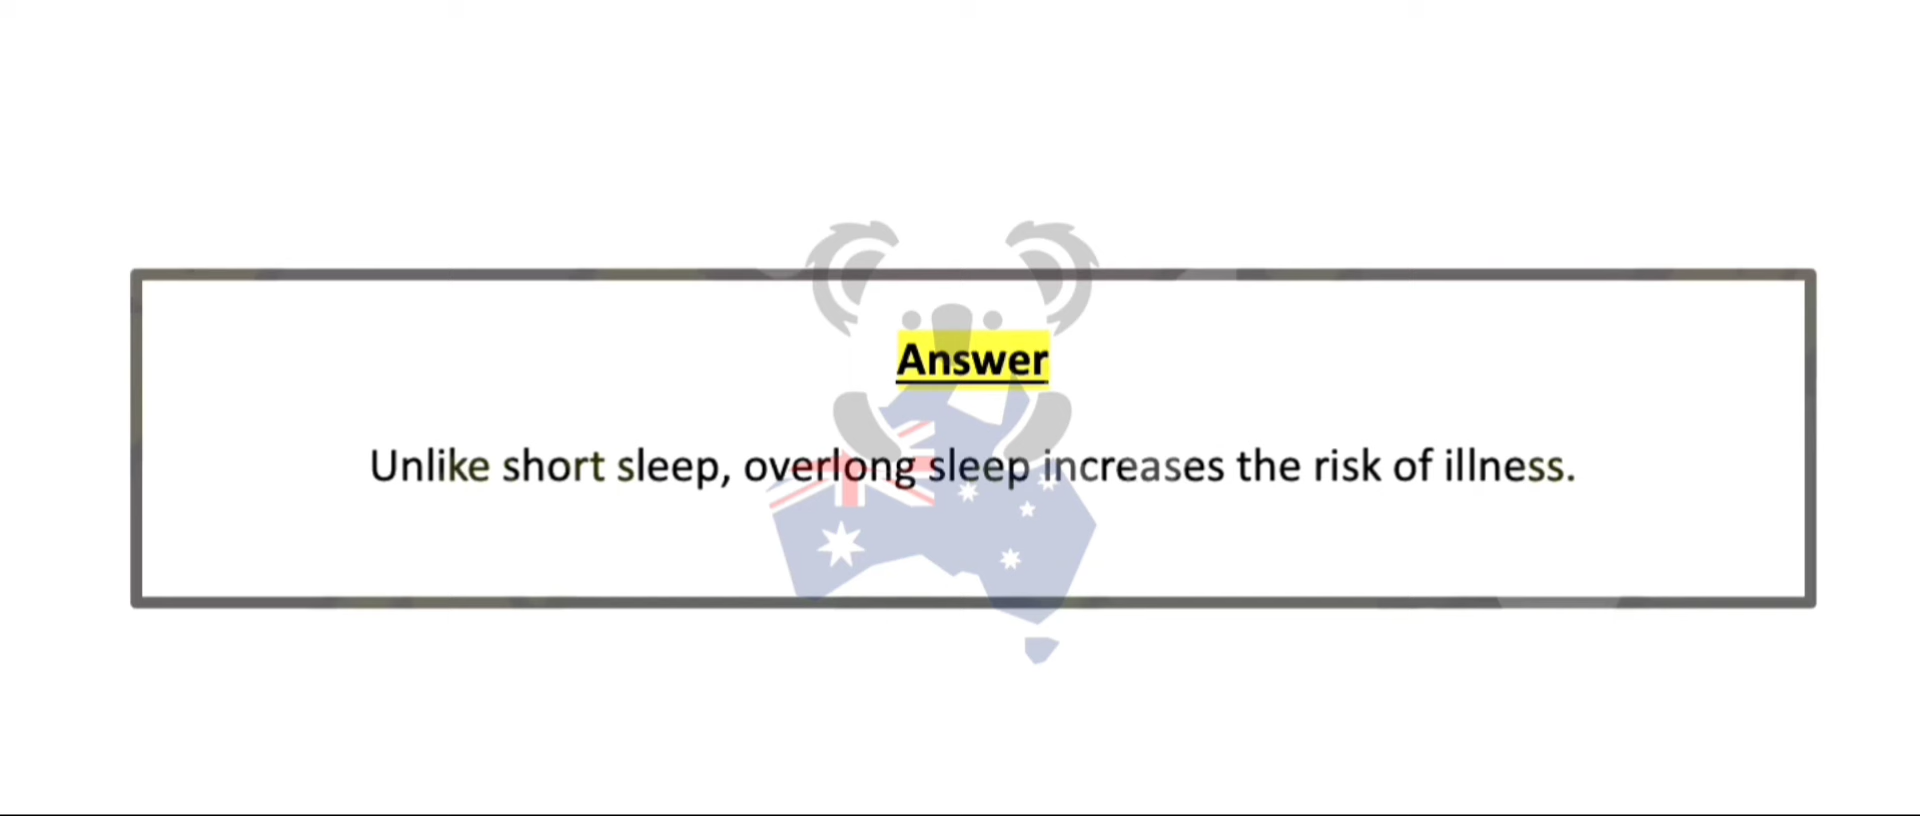 Answer
Unlike short sleep, overlong sleep increases the risk of illness.